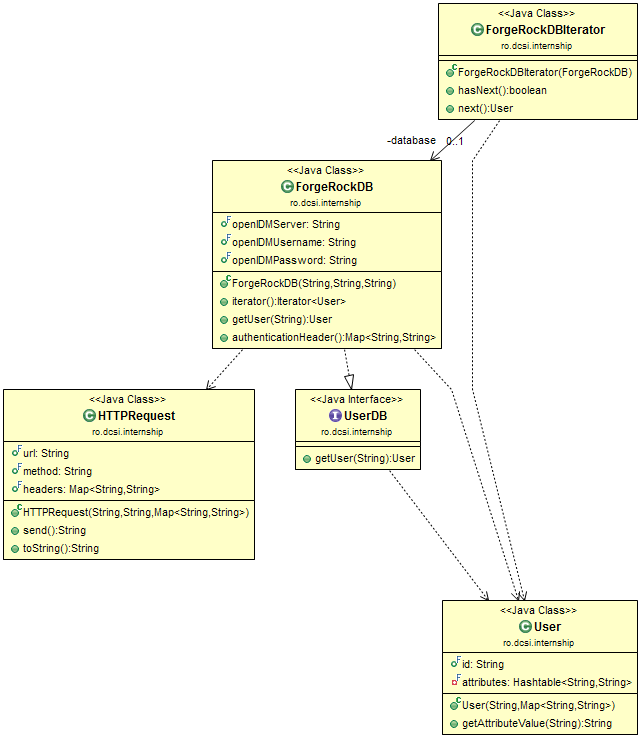 <<Java Class>>
C ForgeRockDBIterator
ro.dcsi.internship
C ForgeRockDBIterator(ForgeRockDB)
hasNext():boolean
next():User
-database 0..1
<<Java Class>>
C ForgeRockDB
ro.dcsi.internship
F openIDMServer: String
F openIDMUsername: String
F openIDMPassword: String
C ForgeRockDB(String,String,String)
iterator():Iterator<User>
getUser(String):User
authenticationHeader():Map<String,String>
<<Java Class>>
C HTTPRequest
ro.dcsi.internship
F url: String
F method: String
F headers: Map<String,String>
C HTTPRequest(String,String,Map<String,String>)
send():String
toString():String
<<Java Interface>>
I UserDB
ro.dcsi.internship
getUser(String):User
<<Java Class>>
C User
ro.dcsi.internship
F id: String
F attributes: Hashtable<String,String>
C User(String,Map<String,String>)
getAttributeValue(String):String